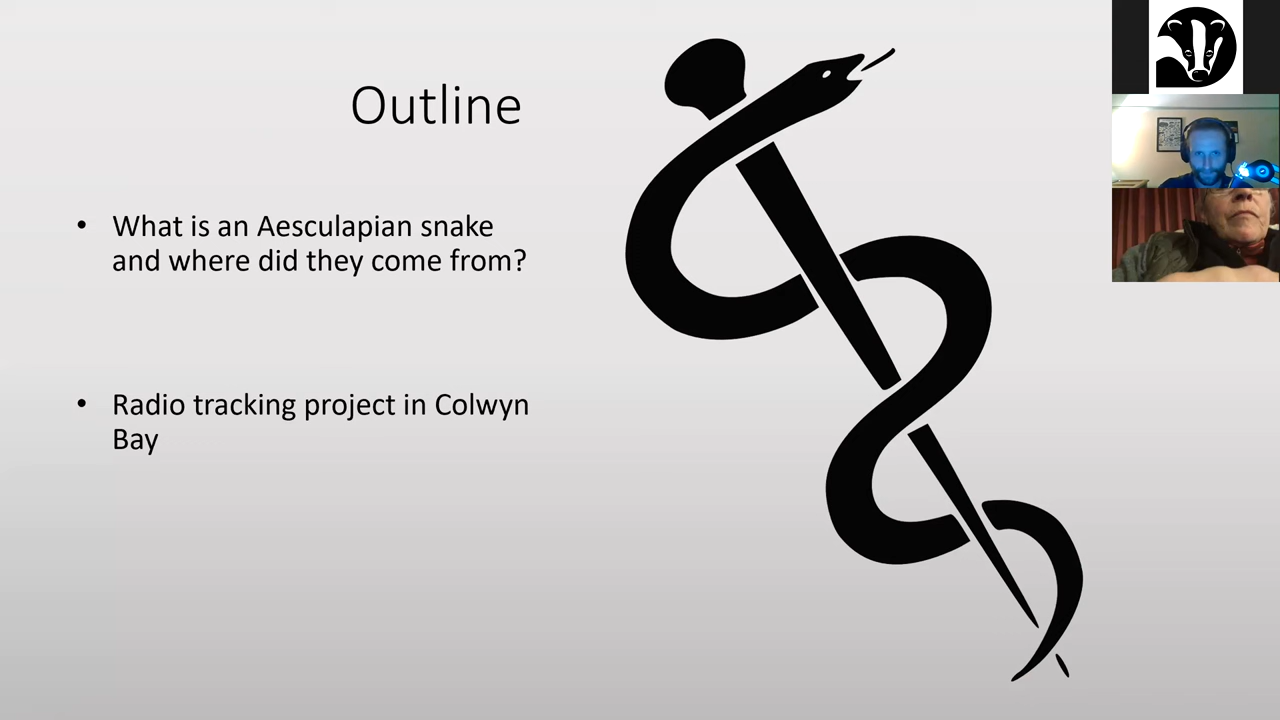 Outline
• What is an Aesculapian snake
and where did they come from?
• Radio tracking project in Colwyn
Bay